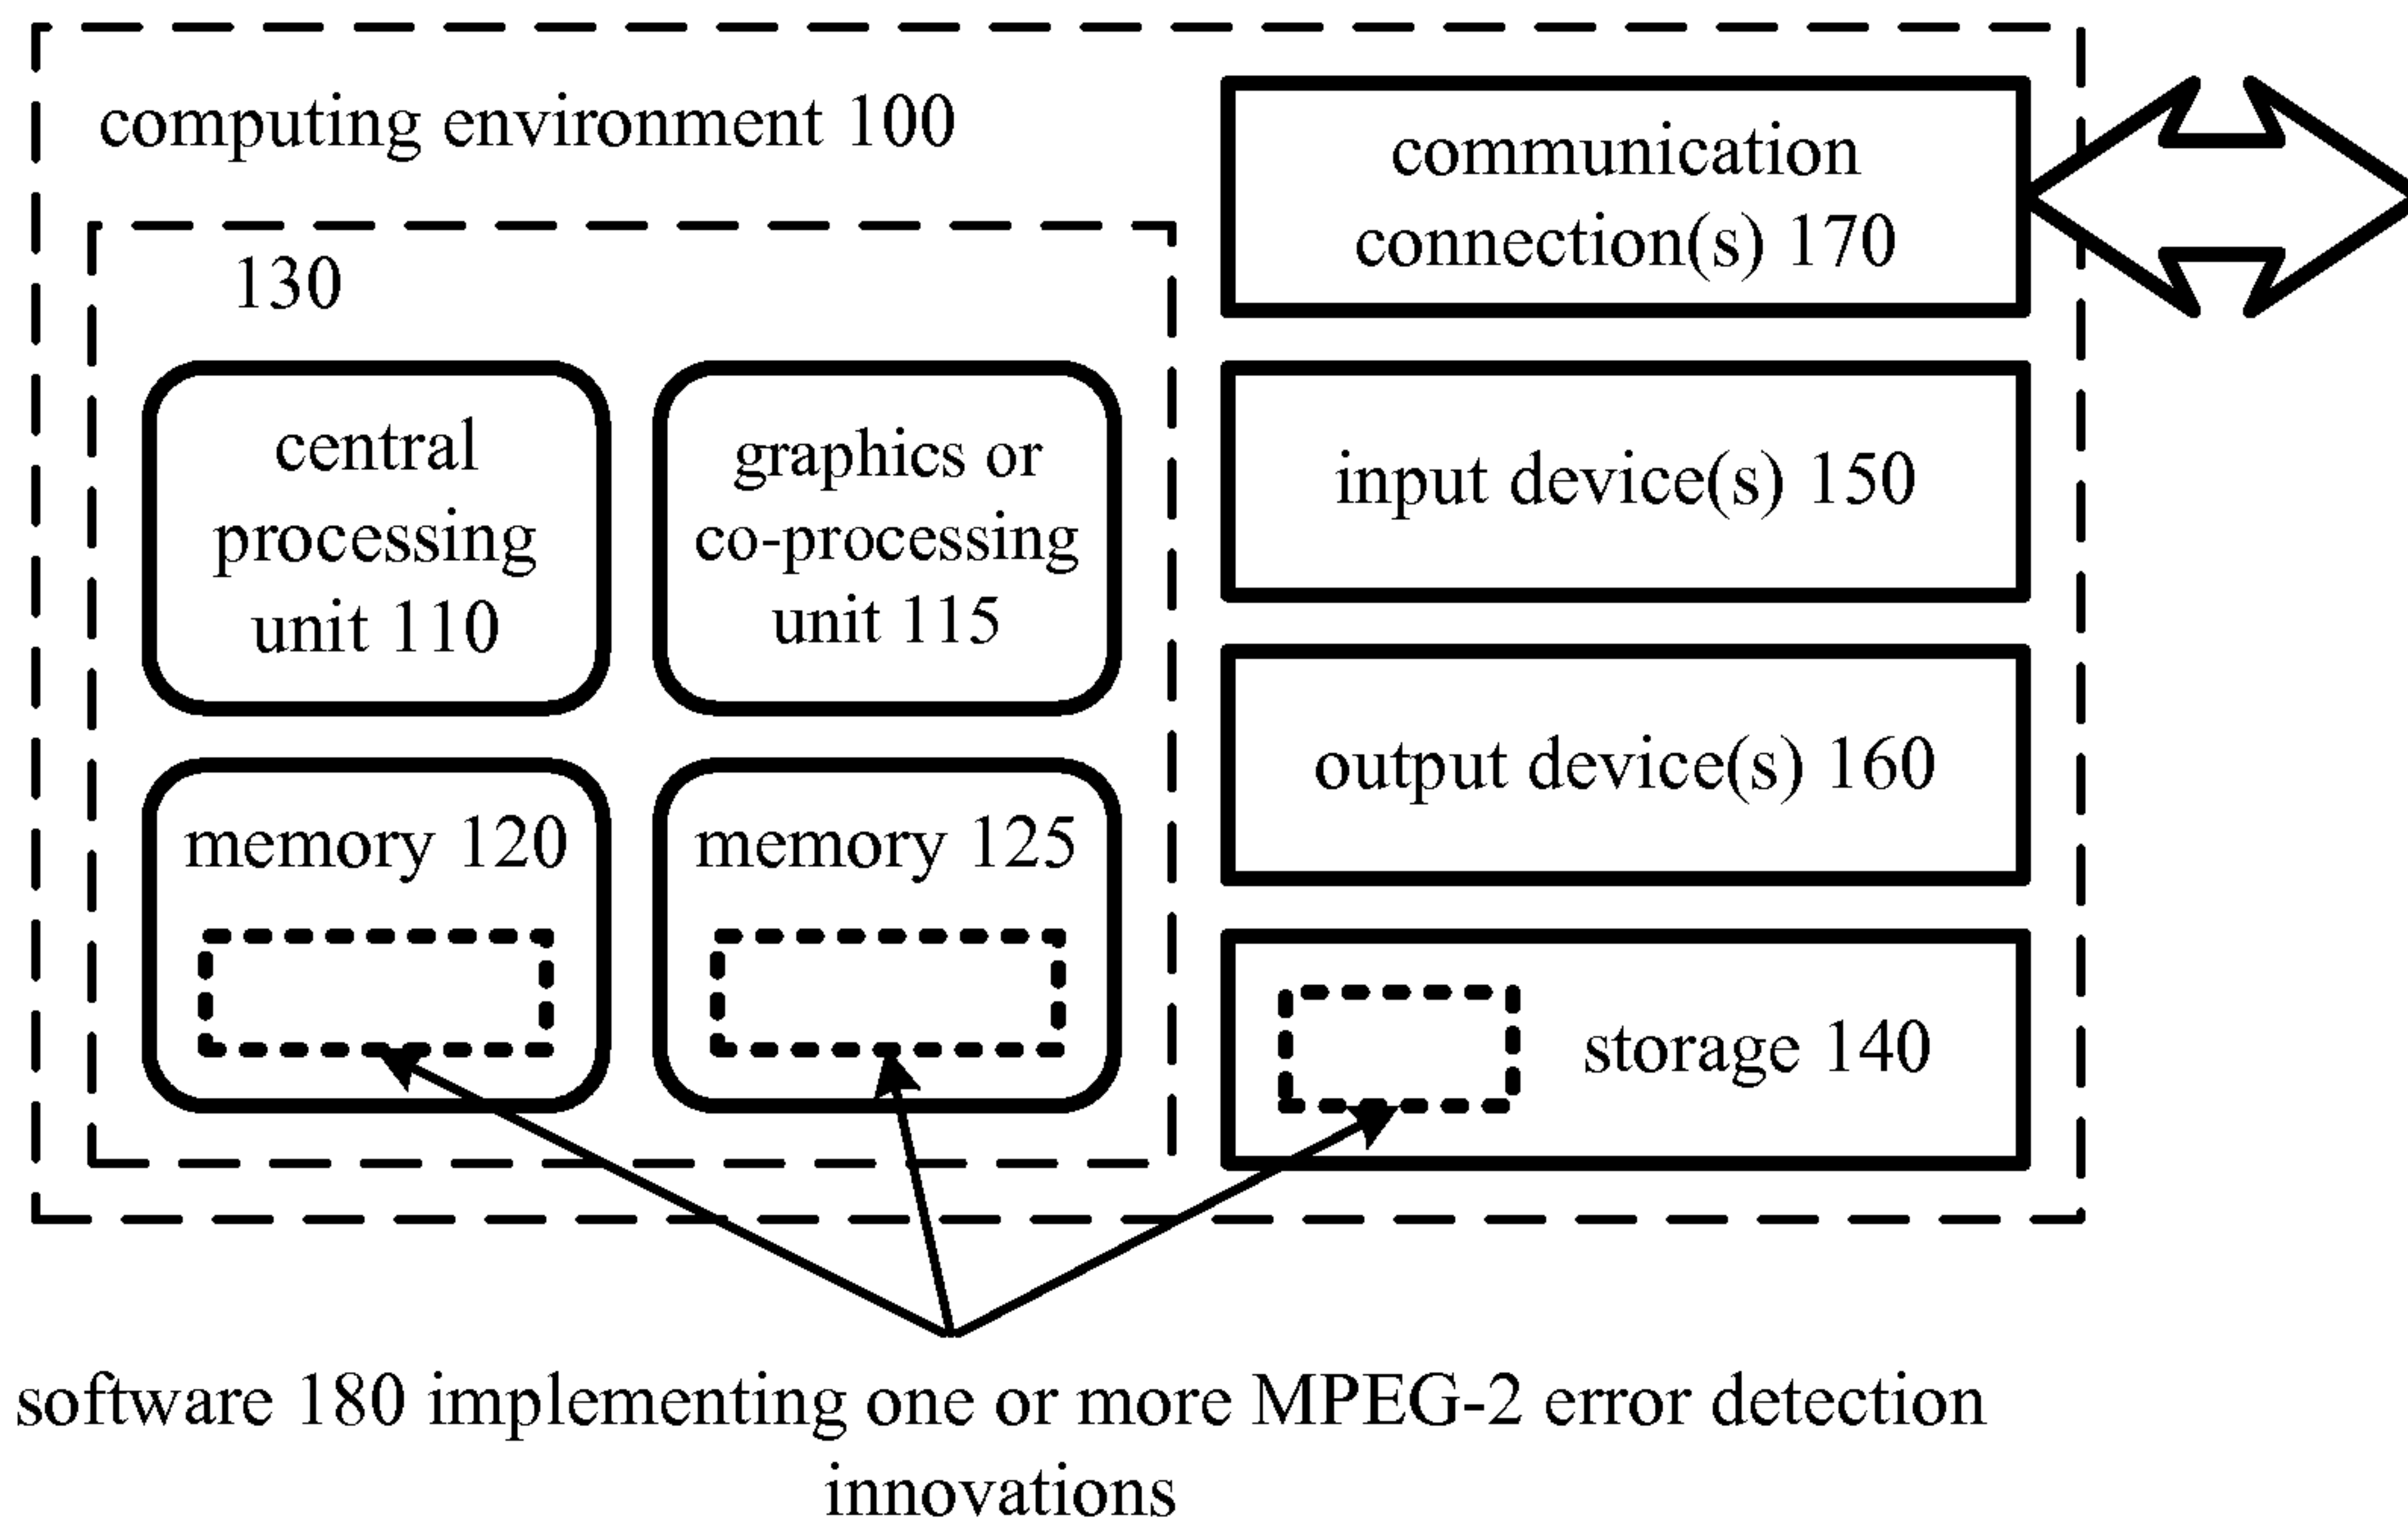 computing environment 100
130
central
processing
unit 110
graphics or
co-processing
unit 115
memory 120
memory 125
communication
connection(s) 170
input device(s) 150
output device(s) 160
storage 140
software 180 implementing one or more MPEG-2 error detection
innovations